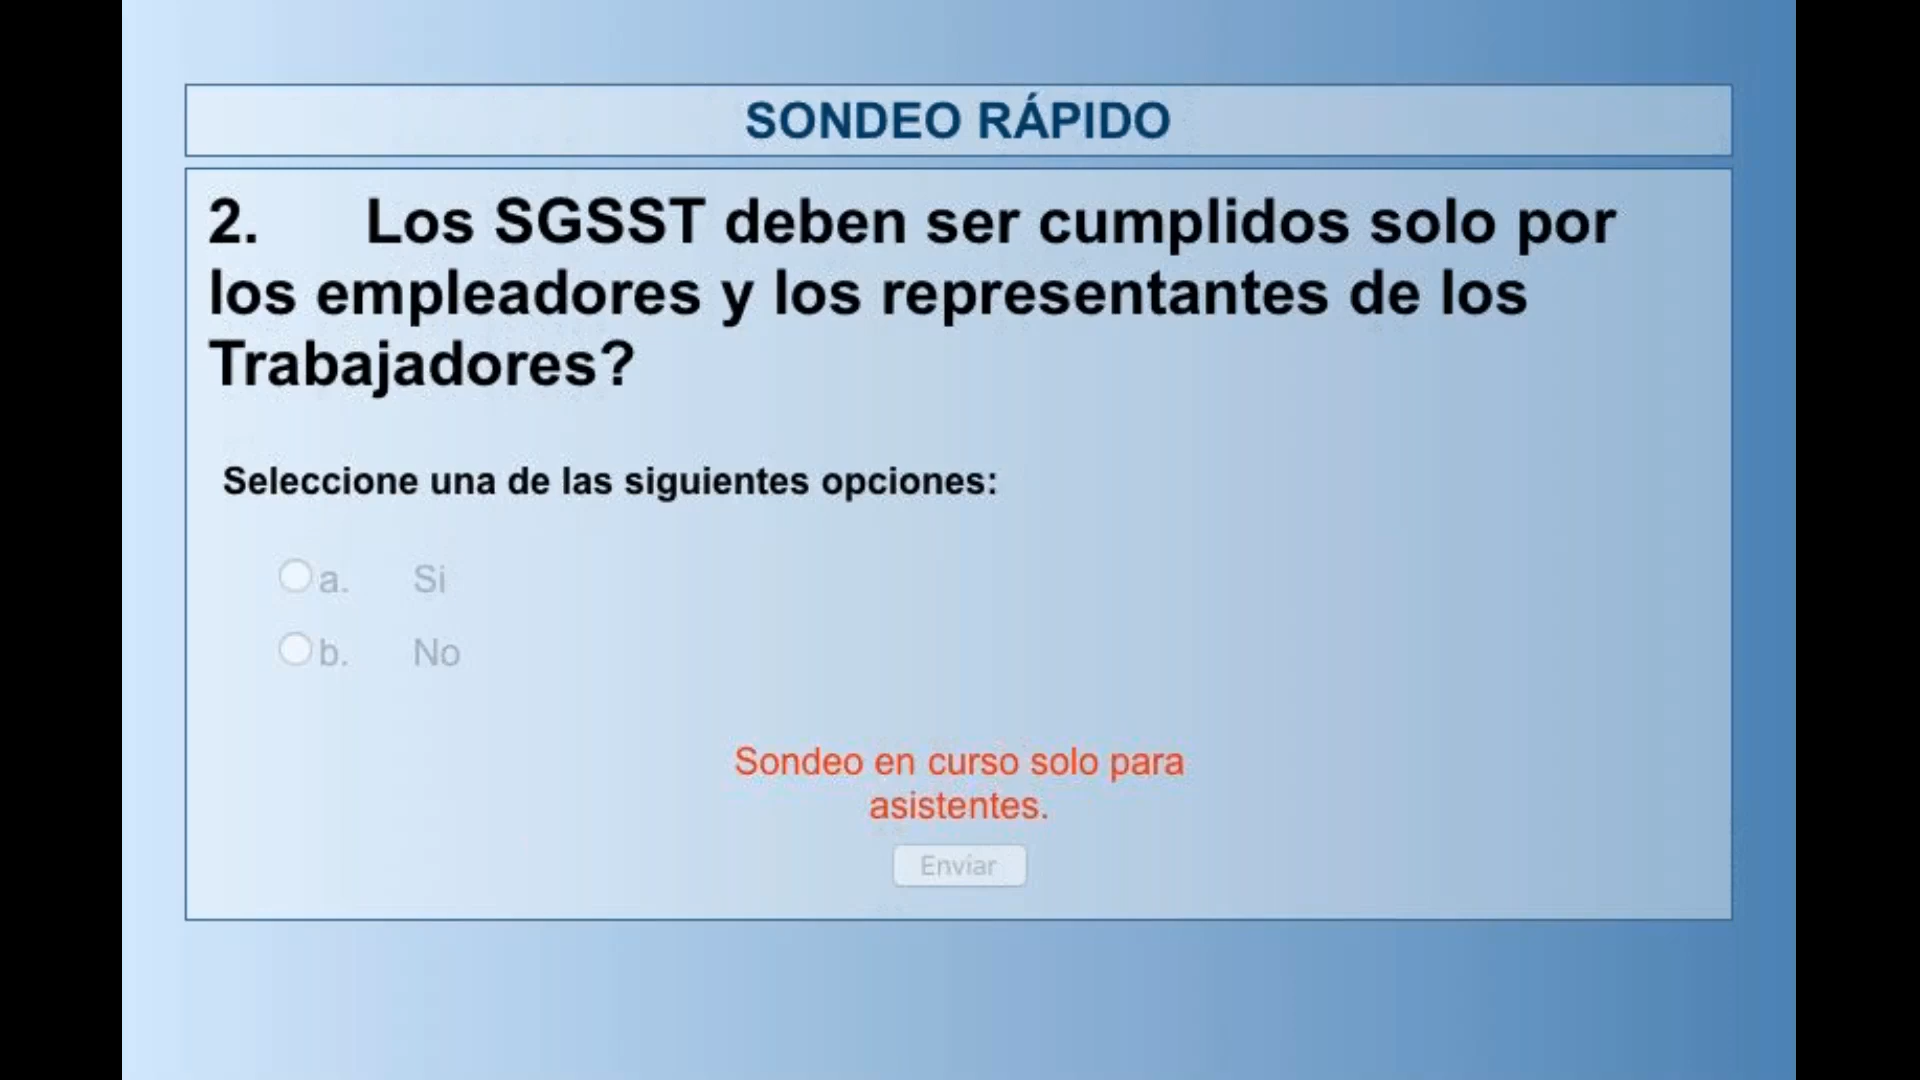 SONDEO RÁPIDO
2. Los SGSST deben ser cumplidos solo por
los empleadores y los representantes de los
Trabajadores?
Seleccione una de las siguientes opciones:
a. Si
b. No
Sondeo en curso solo para
asistentes.
Envíar